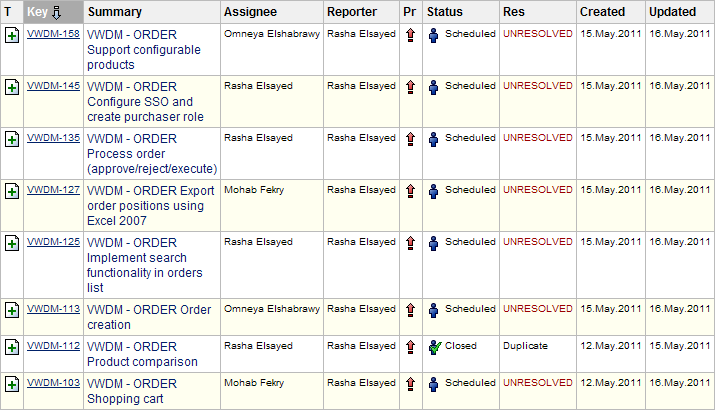 T Key Summary Assignee Reporter Pr Status Res Created Updated
VWDM-158 VWDM - ORDER Omneya Elshabrawy Rasha Elsayed Scheduled UNRESOLVED 15.May.2011 16.May.2011
Support configurable
products
VWDM-145 VWDM - ORDER Rasha Elsayed Rasha Elsayed Scheduled UNRESOLVED 15.May.2011 16.May.2011
Configure SSO and
create purchaser role
VWDM-135 VWDM - ORDER Rasha Elsayed Rasha Elsayed Scheduled UNRESOLVED 15.May.2011 16.May.2011
Process order
(approve/reject/execute)
VWDM-127 VWDM - ORDER Export Mohab Fekry Rasha Elsayed Scheduled UNRESOLVED 15.May.2011 16.May.2011
order positions using
Excel 2007
VWDM-125 VWDM - ORDER Rasha Elsayed Rasha Elsayed Scheduled UNRESOLVED 15.May.2011 16.May.2011
Implement search
functionality in orders
list
VWDM-113 VWDM - ORDER Order Omneya Elshabrawy Rasha Elsayed Scheduled UNRESOLVED 15.May.2011 16.May.2011
creation
VWDM-112 VWDM - ORDER Rasha Elsayed Rasha Elsayed Closed Duplicate 12.May.2011 15.May.2011
Product comparison
VWDM-103 VWDM - ORDER Mohab Fekry Rasha Elsayed Scheduled UNRESOLVED 12.May.2011 16.May.2011
Shopping cart